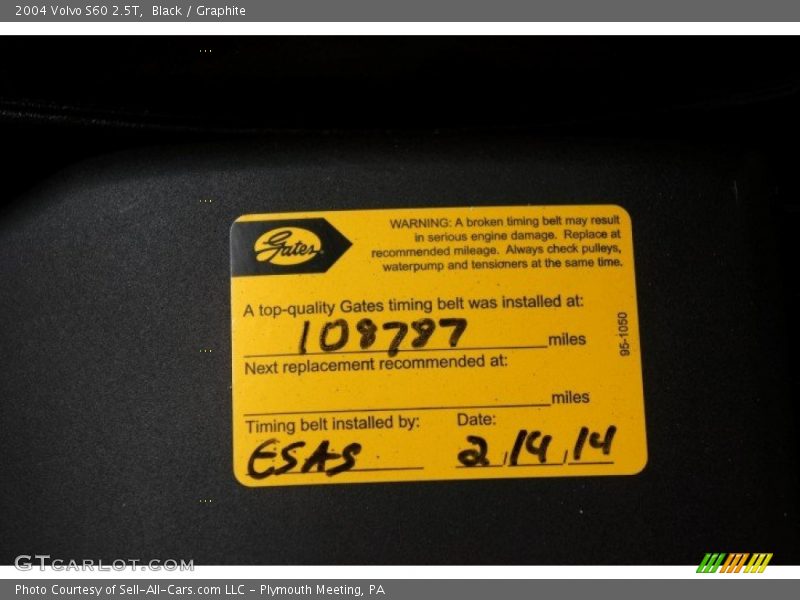 2004 Volvo S60 2.5T, Black / Graphite
Gates
WARNING: A broken timing belt may result
in serious engine damage. Replace at
recommended mileage. Always check pulleys,
waterpump and tensioners at the same time.
A top-quality Gates timing belt was installed at:
108787 miles
95-1050
Next replacement recommended at:
miles
Timing belt installed by: Date:
ESAS 2, 14, 14
GTCARLOT.COM
Photo Courtesy of Sell-All-Cars.com LLC - Plymouth Meeting, PA